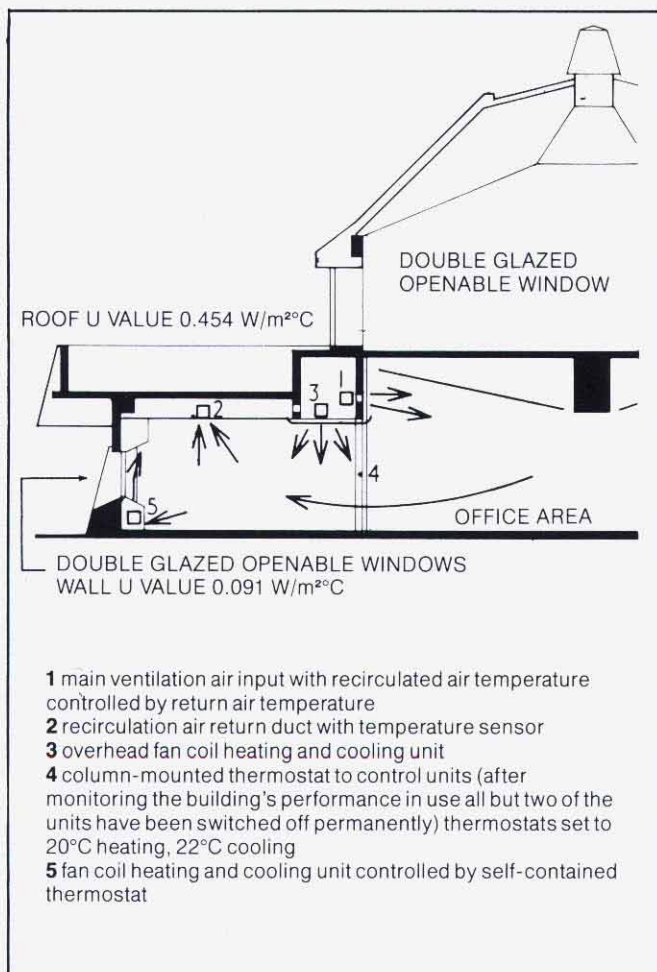 DOUBLE GLAZED
OPENABLE WINDOW
ROOF U VALUE 0.454 W/m²°C
1
2
3
4
5
OFFICE AREA
DOUBLE GLAZED OPENABLE WINDOWS
WALL U VALUE 0.091 W/m²°C
1 main ventilation air input with recirculated air temperature
controlled by return air temperature
2 recirculation air return duct with temperature sensor
3 overhead fan coil heating and cooling unit
4 column-mounted thermostat to control units (after
monitoring the building's performance in use all but two of the
units have been switched off permanently) thermostats set to
20°C heating, 22°C cooling
5 fan coil heating and cooling unit controlled by self-contained
thermostat